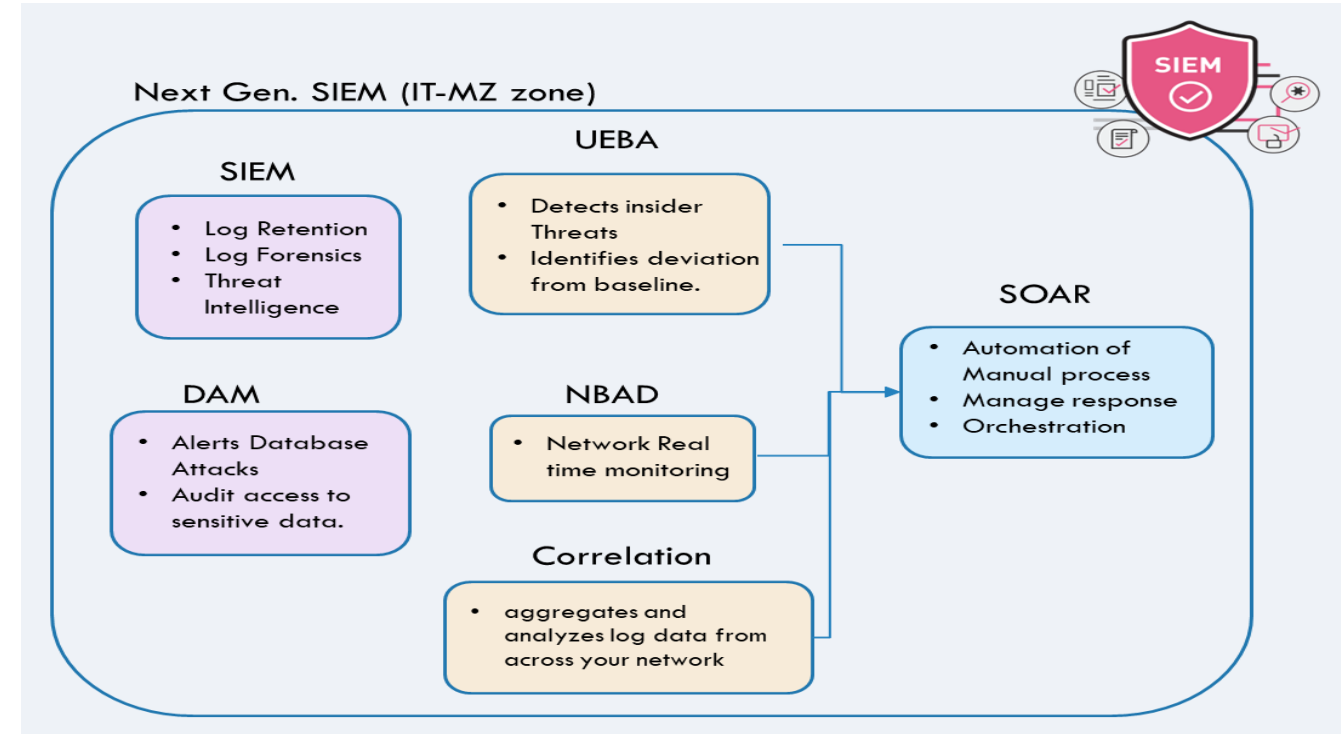 Next Gen. SIEM (IT-MZ zone)
SIEM
UEBA
SIEM
• Log Retention
• Log Forensics
• Threat
Intelligence
• Detects insider
Threats
• Identifies deviation
from baseline.
SOAR
• Automation of
Manual process
• Manage response
• Orchestration
DAM
• Alerts Database
Attacks
• Audit access to
sensitive data.
NBAD
• Network Real
time monitoring
Correlation
• aggregates and
analyzes log data from
across your network